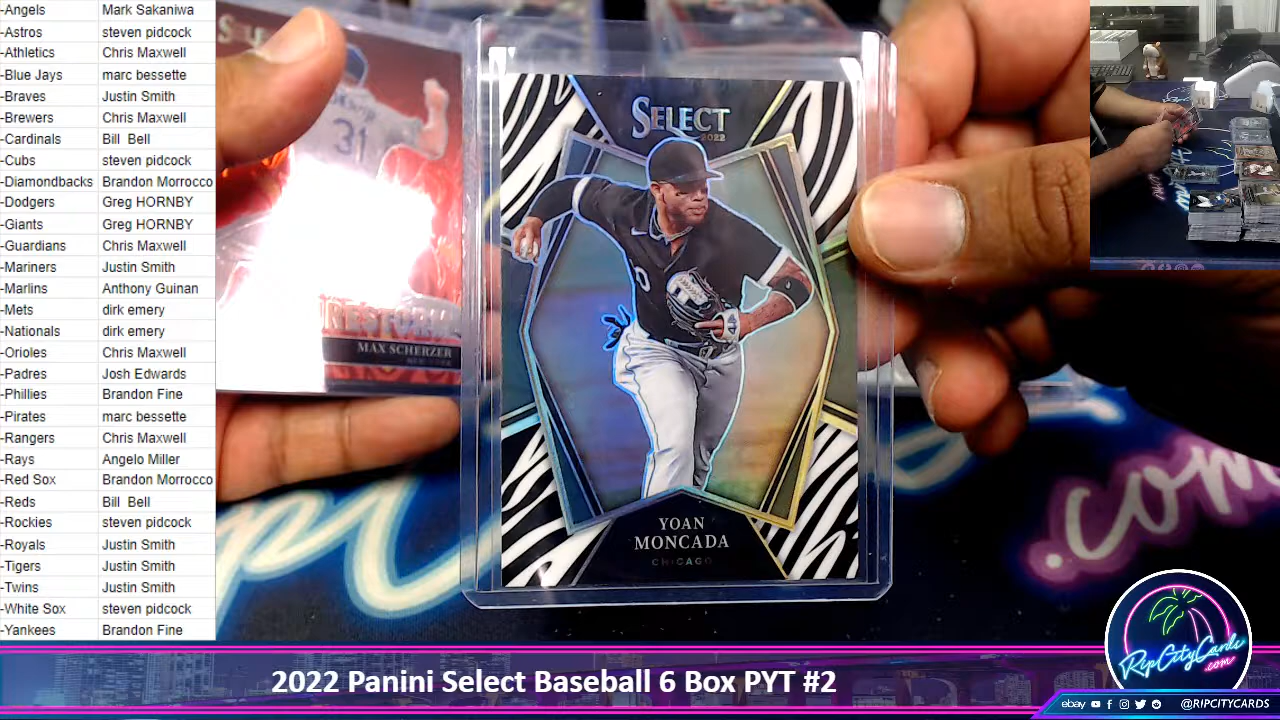 -Angels Mark Sakaniwa
-Astros steven pidcock
-Athletics Chris Maxwell
-Blue Jays marc bessette
-Braves Justin Smith
-Brewers Chris Maxwell
-Cardinals Bill Bell
-Cubs steven pidcock
-Diamondbacks Brandon Morrocco
-Dodgers Greg HORNBY
-Giants Greg HORNBY
-Guardians Chris Maxwell
-Mariners Justin Smith
-Marlins Anthony Guinan
-Mets dirk emery
-Nationals dirk emery
-Orioles Chris Maxwell
-Padres Josh Edwards
-Phillies Brandon Fine
-Pirates marc bessette
-Rangers Chris Maxwell
-Rays Angelo Miller
-Red Sox Brandon Morrocco
-Reds Bill Bell
-Rockies steven pidcock
-Royals Justin Smith
-Tigers Justin Smith
-Twins Justin Smith
-White Sox steven pidcock
-Yankees Brandon Fine
31
MAX SCHERZER
NEW YORK
SELECT
2022
YOAN
MONCADA
CHICAGO
.com
RipCityCards
.com
2022 Panini Select Baseball 6 Box PYT #2
ebay
@RIPCITYCARDS